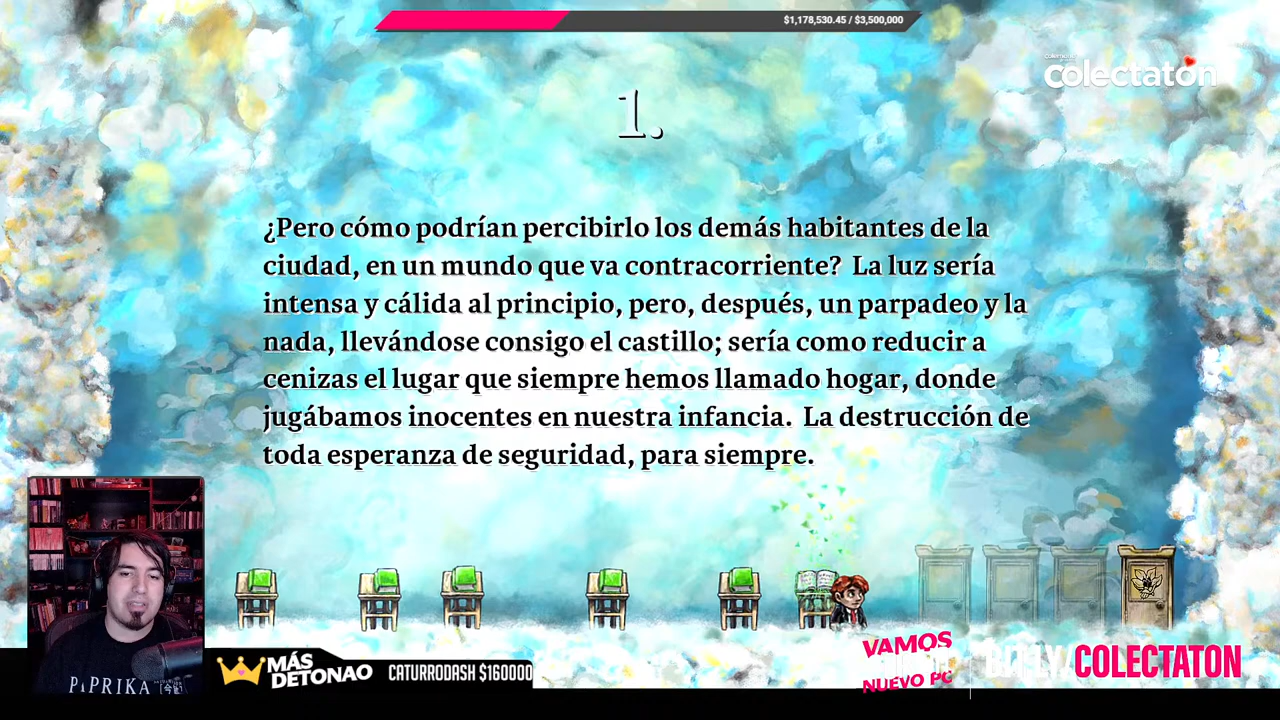 $1,178,530.45 / $3,500,000
colectatón
1.
¿Pero cómo podrían percibirlo los demás habitantes de la
ciudad, en un mundo que va contracorriente?  La luz sería
intensa y cálida al principio, pero, después, un parpadeo y la
nada, llevándose consigo el castillo; sería como reducir a
cenizas el lugar que siempre hemos llamado hogar, donde
jugábamos inocentes en nuestra infancia.  La destrucción de
toda esperanza de seguridad, para siempre.
PAPRIKA
MÁS
DETONAO
CATURRODASH $160000
VAMOS
NUEVO PC
COLECTATON